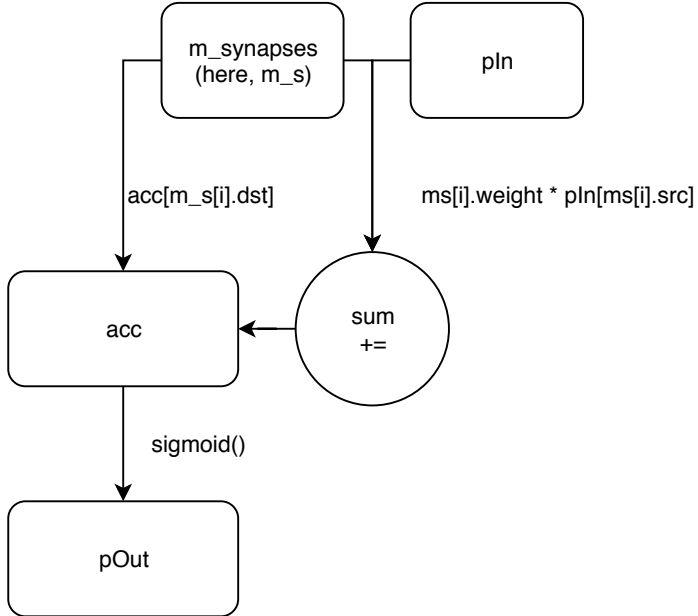 m_synapses
(here, m_s)
pIn
acc[m_s[i].dst]
ms[i].weight * pIn[ms[i].src]
acc
sum
+=
sigmoid()
pOut